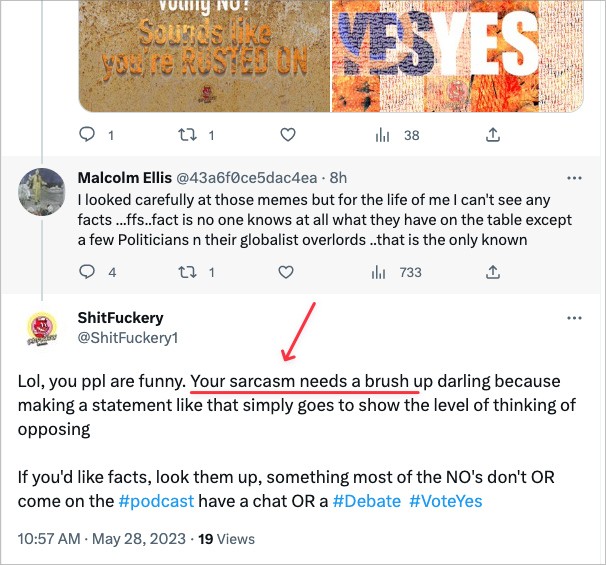 Voting NO?
Sounds like
you're RUSTED ON
YESYES
1
1
38
Malcolm Ellis @43a6f0ce5dac4ea · 8h
I looked carefully at those memes but for the life of me I can't see any
facts ...ffs..fact is no one knows at all what they have on the table except
a few Politicians n their globalist overlords ..that is the only known
4
1
733
ShitFuckery
@ShitFuckery1
Lol, you ppl are funny. Your sarcasm needs a brush up darling because
making a statement like that simply goes to show the level of thinking of
opposing
If you'd like facts, look them up, something most of the NO's don't OR
come on the #podcast have a chat OR a #Debate #VoteYes
10:57 AM · May 28, 2023 · 19 Views